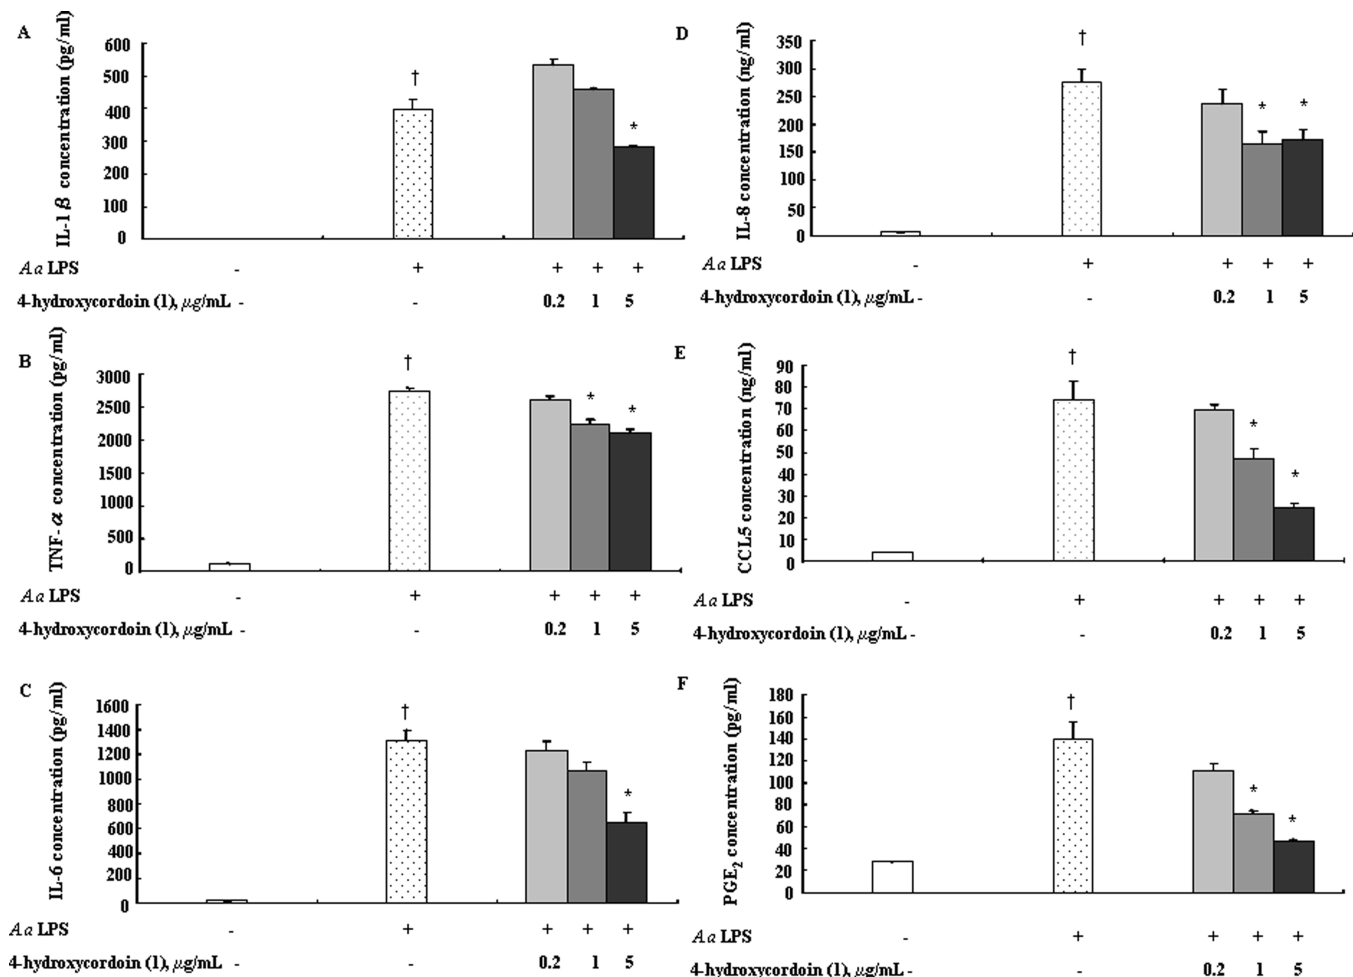 A
IL-1β concentration (pg/ml)
600
500
400
300
200
100
0
†
*
Aa LPS - + + + +
4-hydroxycordoin (1), μg/mL - - 0.2 1 5
B
TNF-α concentration (pg/ml)
3000
2500
2000
1500
1000
500
0
†
* *
Aa LPS - + + + +
4-hydroxycordoin (1), μg/mL - - 0.2 1 5
C
IL-6 concentration (pg/ml)
1600
1400
1200
1000
800
600
400
200
0
†
*
Aa LPS - + + + +
4-hydroxycordoin (1), μg/mL - - 0.2 1 5
D
IL-8 concentration (ng/ml)
350
300
250
200
150
100
50
0
†
* *
Aa LPS - + + + +
4-hydroxycordoin (1), μg/mL - - 0.2 1 5
E
CCL5 concentration (ng/ml)
90
80
70
60
50
40
30
20
10
0
†
*
*
Aa LPS - + + + +
4-hydroxycordoin (1), μg/mL - - 0.2 1 5
F
PGE₂ concentration (pg/ml)
180
160
140
120
100
80
60
40
20
0
†
*
*
Aa LPS - + + + +
4-hydroxycordoin (1), μg/mL - - 0.2 1 5